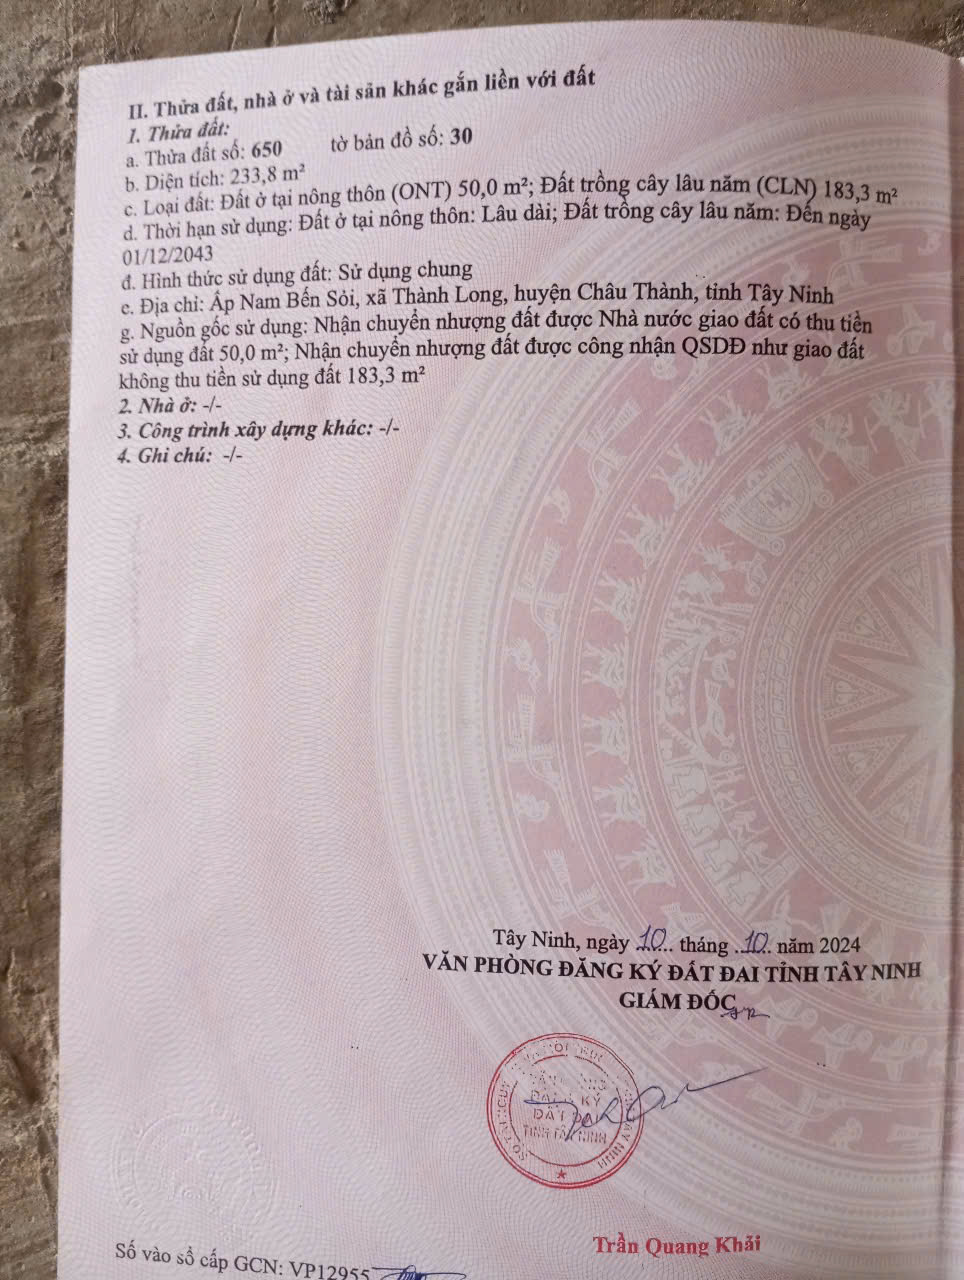 II. Thửa đất, nhà ở và tài sản khác gắn liền với đất
1. Thửa đất:
a. Thửa đất số: 650 tờ bản đồ số: 30
b. Diện tích: 233,8 m²
c. Loại đất: Đất ở tại nông thôn (ONT) 50,0 m²; Đất trồng cây lâu năm (CLN) 183,3 m²
d. Thời hạn sử dụng: Đất ở tại nông thôn: Lâu dài; Đất trồng cây lâu năm: Đến ngày
01/12/2043
đ. Hình thức sử dụng đất: Sử dụng chung
e. Địa chỉ: Ấp Nam Bến Sỏi, xã Thành Long, huyện Châu Thành, tỉnh Tây Ninh
g. Nguồn gốc sử dụng: Nhận chuyển nhượng đất được Nhà nước giao đất có thu tiền
sử dụng đất 50,0 m²; Nhận chuyển nhượng đất được công nhận QSDĐ như giao đất
không thu tiền sử dụng đất 183,3 m²
2. Nhà ở: -/-
3. Công trình xây dựng khác: -/-
4. Ghi chú: -/-
Tây Ninh, ngày 10 tháng 10 năm 2024
VĂN PHÒNG ĐĂNG KÝ ĐẤT ĐAI TỈNH TÂY NINH
GIÁM ĐỐC
VĂN PHÒNG
ĐĂNG KÝ
ĐẤT ĐAI
TỈNH TÂY NINH
Trần Quang Khải
Số vào sổ cấp GCN: VP12955